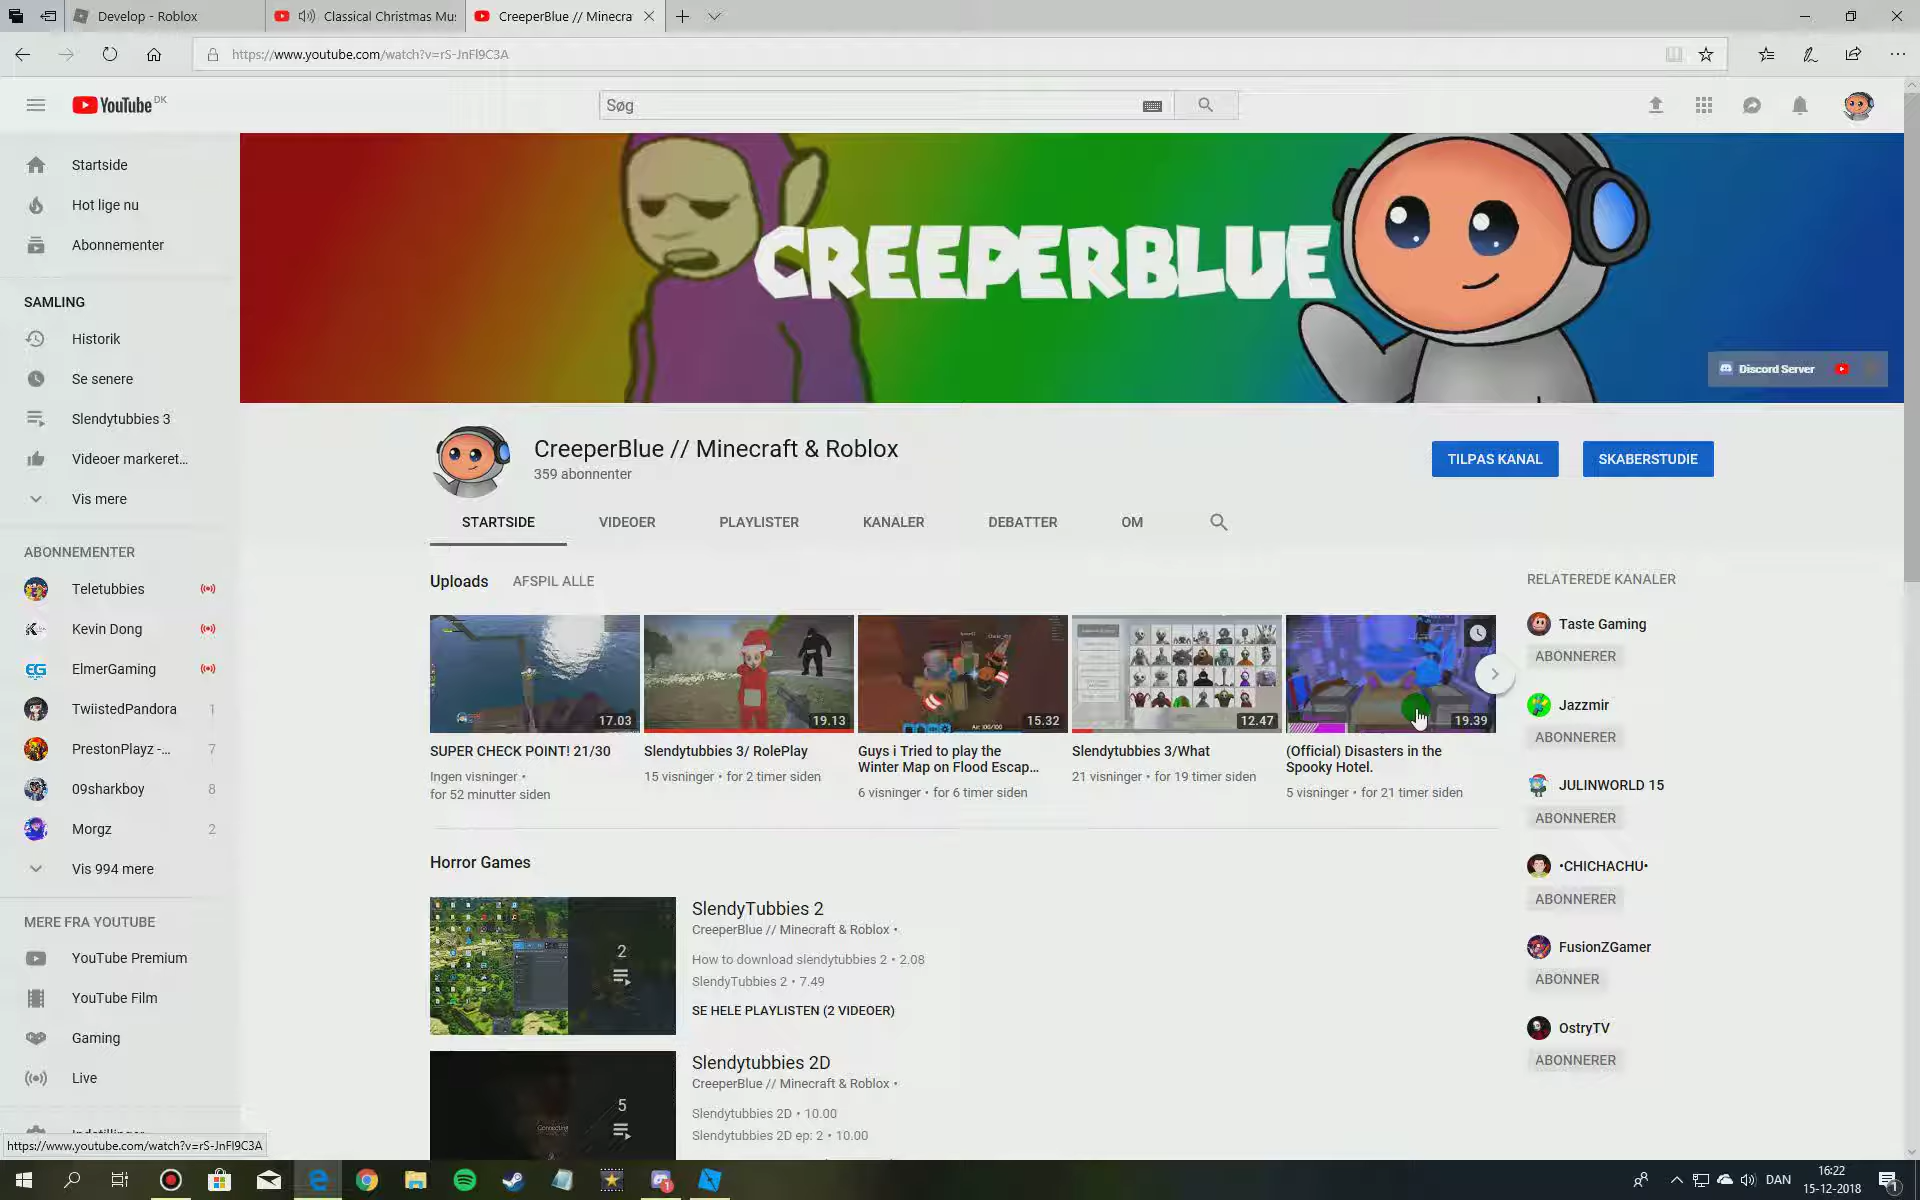 Develop - Roblox
Classical Christmas Mu:
CreeperBlue // Minecra
https://www.youtube.com/watch?v=rS-JnFl9C3A
YouTube DK
Søg
Startside
Hot lige nu
Abonnementer
SAMLING
Historik
Se senere
Slendytubbies 3
Videoer markeret...
Vis mere
ABONNEMENTER
Teletubbies
Kevin Dong
ElmerGaming
TwiistedPandora 1
PrestonPlayz -... 7
09sharkboy 8
Morgz 2
Vis 994 mere
MERE FRA YOUTUBE
YouTube Premium
YouTube Film
Gaming
Live
https://www.youtube.com/watch?v=rS-JnFl9C3A
CREEPERBLUE
Discord Server
CreeperBlue // Minecraft & Roblox
359 abonnenter
TILPAS KANAL
SKABERSTUDIE
STARTSIDE VIDEOER PLAYLISTER KANALER DEBATTER OM
Uploads AFSPIL ALLE
17.03
SUPER CHECK POINT! 21/30
Ingen visninger •
for 52 minutter siden
19.13
Slendytubbies 3/ RolePlay
15 visninger • for 2 timer siden
15.32
Guys i Tried to play the
Winter Map on Flood Escap...
6 visninger • for 6 timer siden
12.47
Slendytubbies 3/What
21 visninger • for 19 timer siden
19.39
(Official) Disasters in the
Spooky Hotel.
5 visninger • for 21 timer siden
Horror Games
2
SlendyTubbies 2
CreeperBlue // Minecraft & Roblox •
How to download slendytubbies 2 • 2.08
SlendyTubbies 2 • 7.49
SE HELE PLAYLISTEN (2 VIDEOER)
5
Slendytubbies 2D
CreeperBlue // Minecraft & Roblox •
Slendytubbies 2D • 10.00
Slendytubbies 2D ep: 2 • 10.00
RELATEREDE KANALER
Taste Gaming
ABONNERER
Jazzmir
ABONNERER
JULINWORLD 15
ABONNERER
•CHICHACHU•
ABONNERER
FusionZGamer
ABONNER
OstryTV
ABONNERER
DAN
16:22
15-12-2018
1